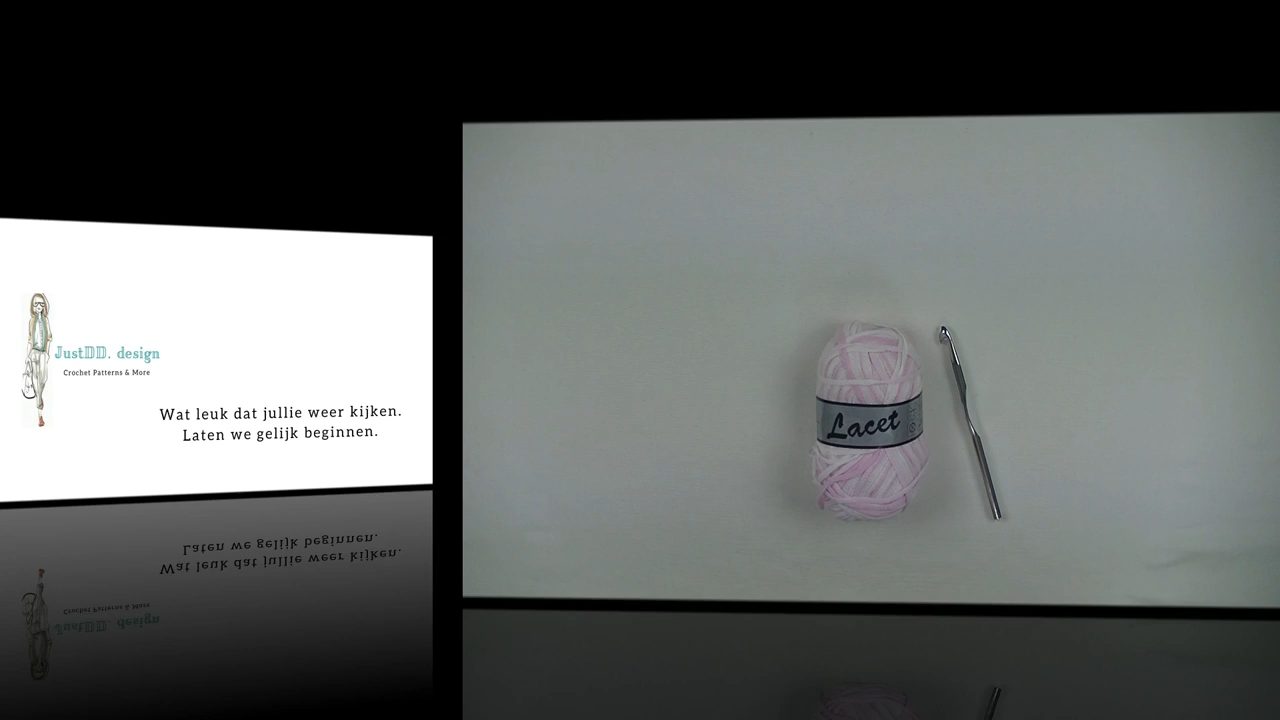 JustDD. design
Crochet Patterns & More
Wat leuk dat jullie weer kijken.
Laten we gelijk beginnen.
Lacet